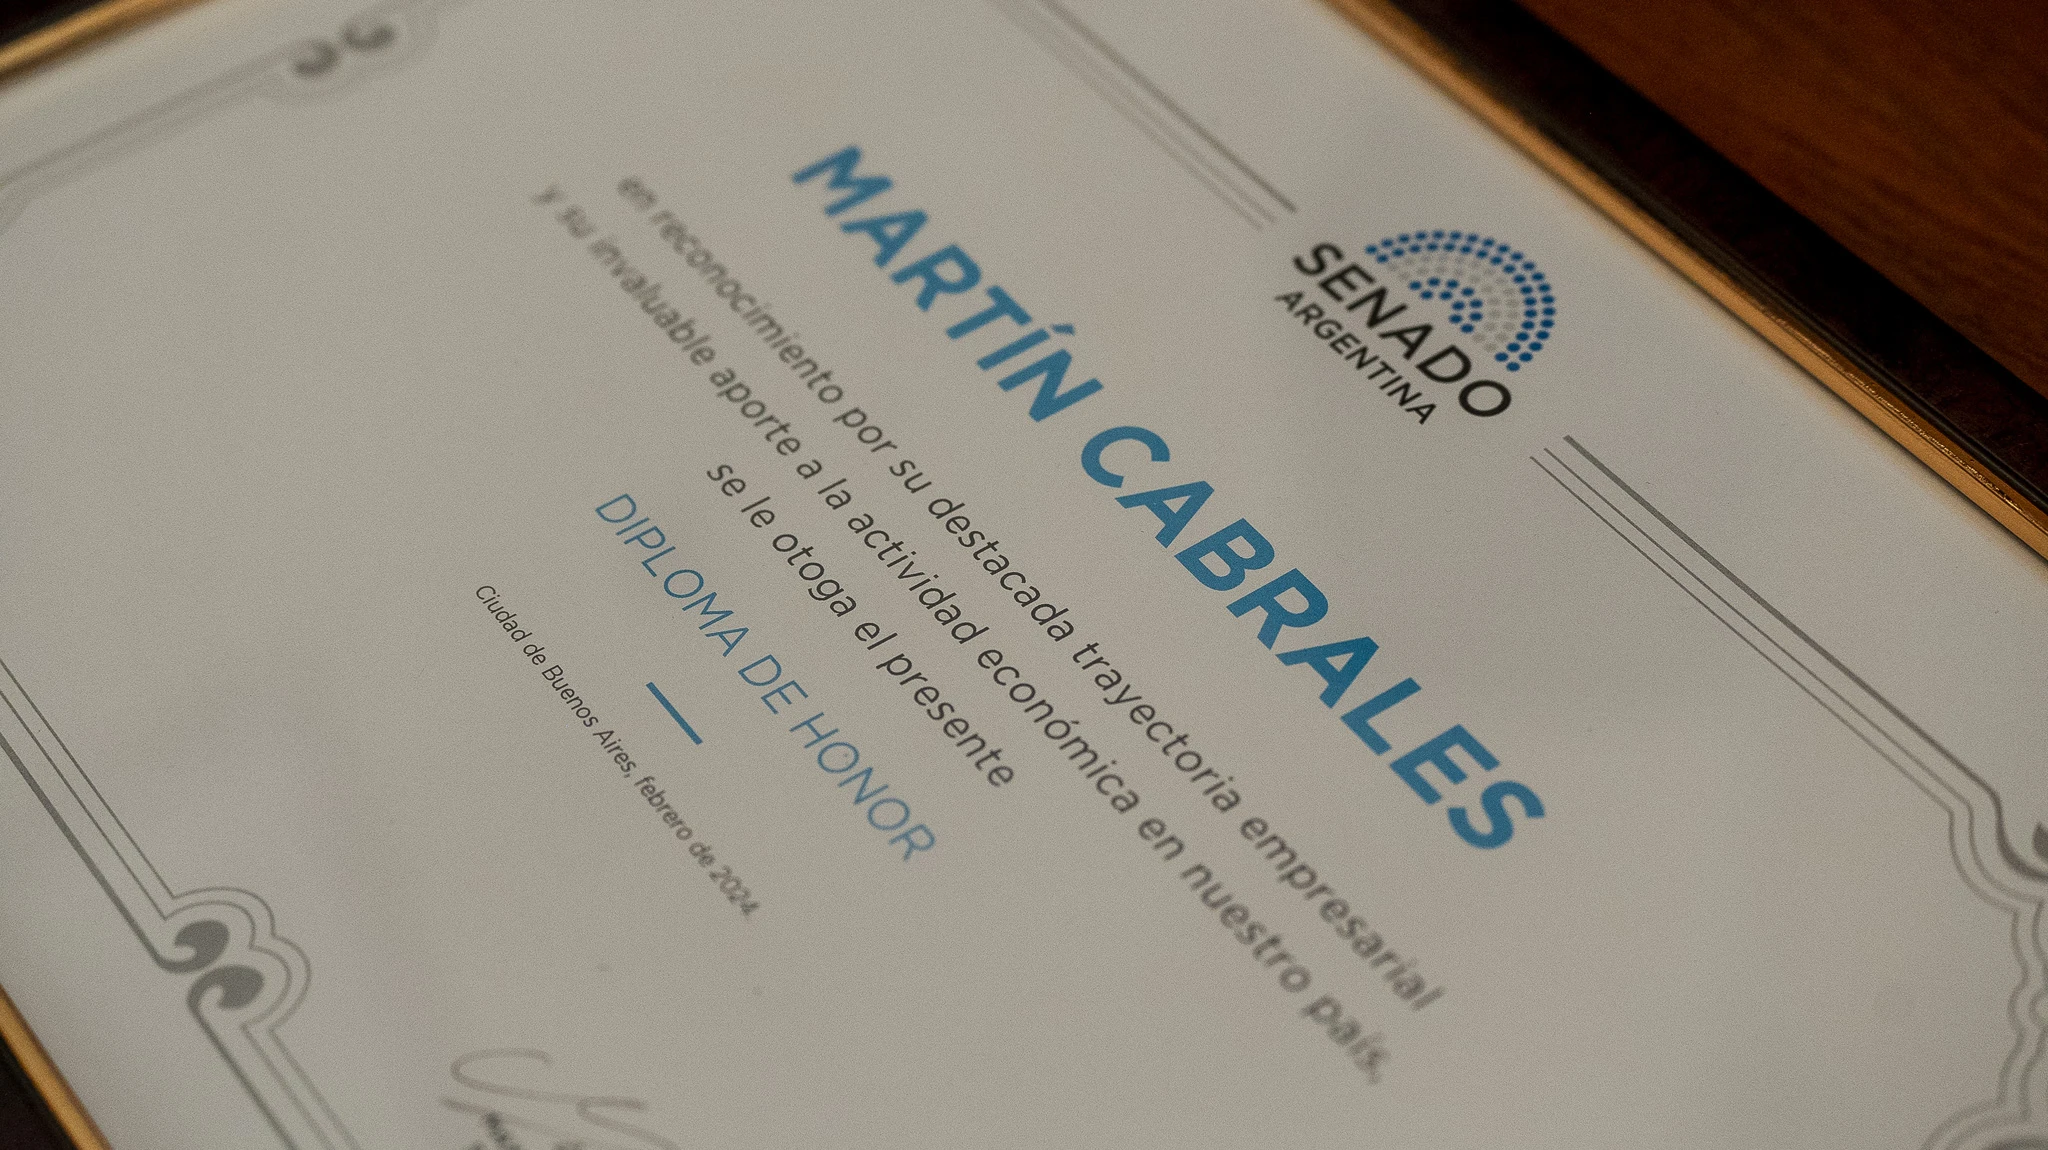 SENADO
ARGENTINA
MARTÍN CABRALES
en reconocimiento por su destacada trayectoria empresarial
y su invaluable aporte a la actividad económica en nuestro país,
se le otoga el presente
DIPLOMA DE HONOR
Ciudad de Buenos Aires, febrero de 2024